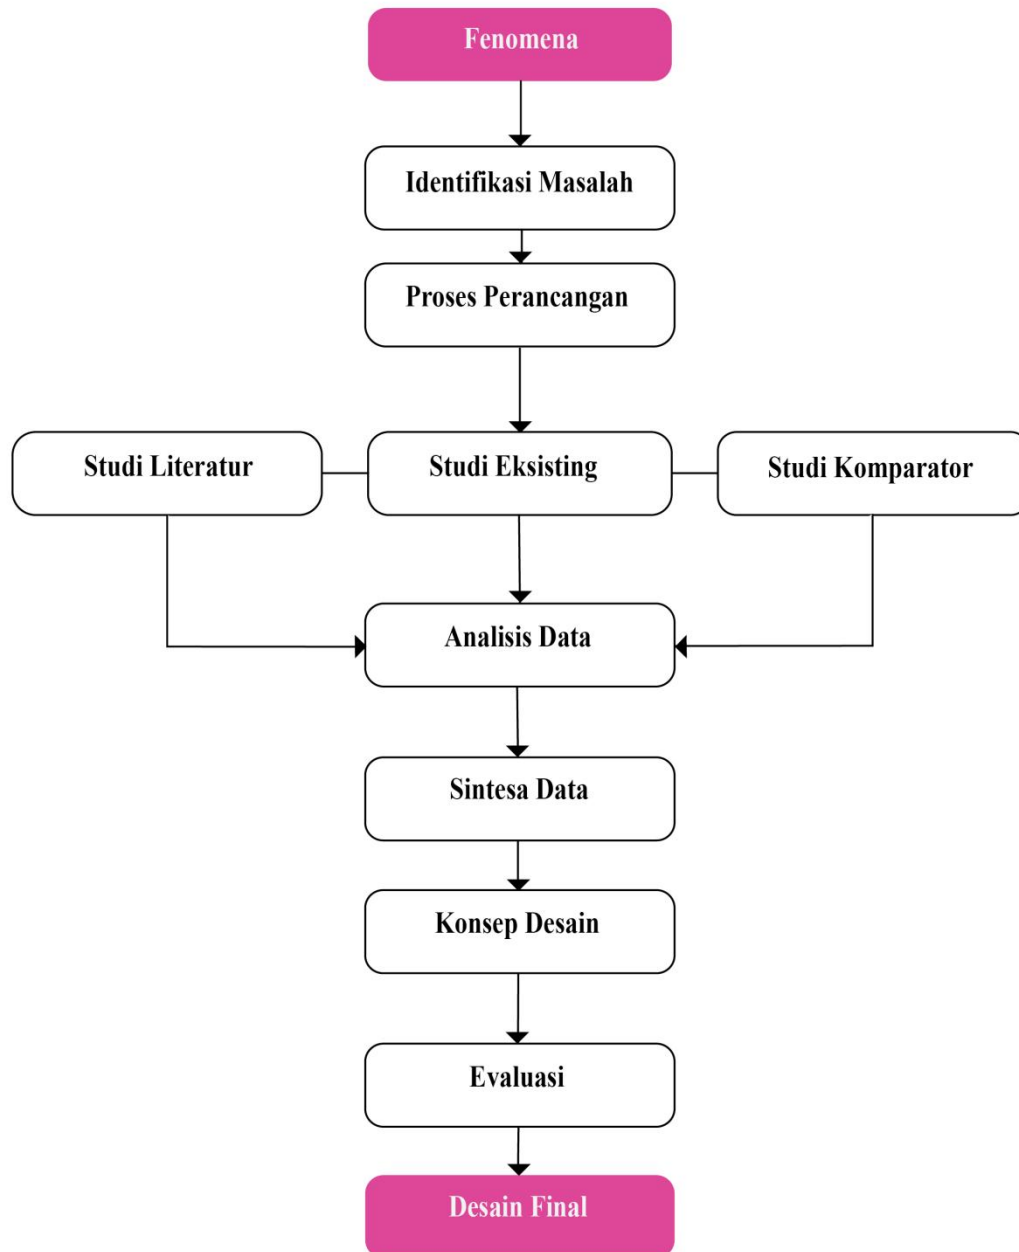 Fenomena
Identifikasi Masalah
Proses Perancangan
Studi Literatur
Studi Eksisting
Studi Komparator
Analisis Data
Sintesa Data
Konsep Desain
Evaluasi
Desain Final